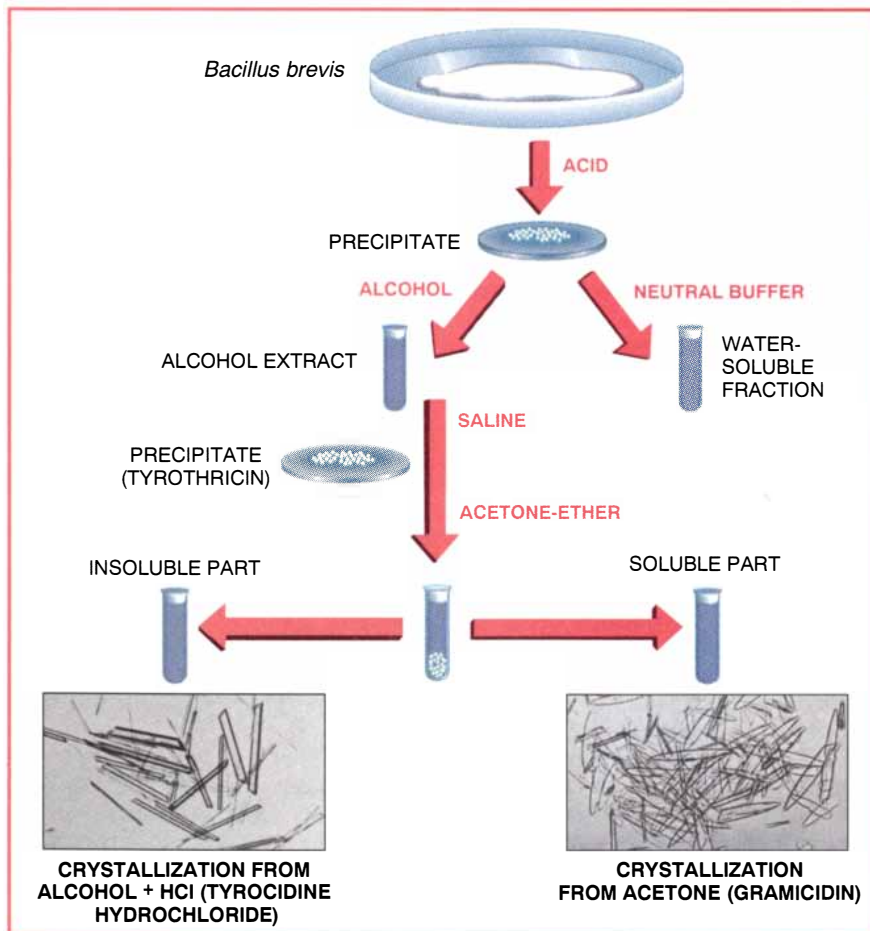 Bacillus brevis
ACID
PRECIPITATE
ALCOHOL
NEUTRAL BUFFER
ALCOHOL EXTRACT
WATER-
SOLUBLE
FRACTION
SALINE
PRECIPITATE
(TYROTHRICIN)
ACETONE-ETHER
INSOLUBLE PART
SOLUBLE PART
CRYSTALLIZATION FROM
ALCOHOL + HCl (TYROCIDINE
HYDROCHLORIDE)
CRYSTALLIZATION
FROM ACETONE (GRAMICIDIN)